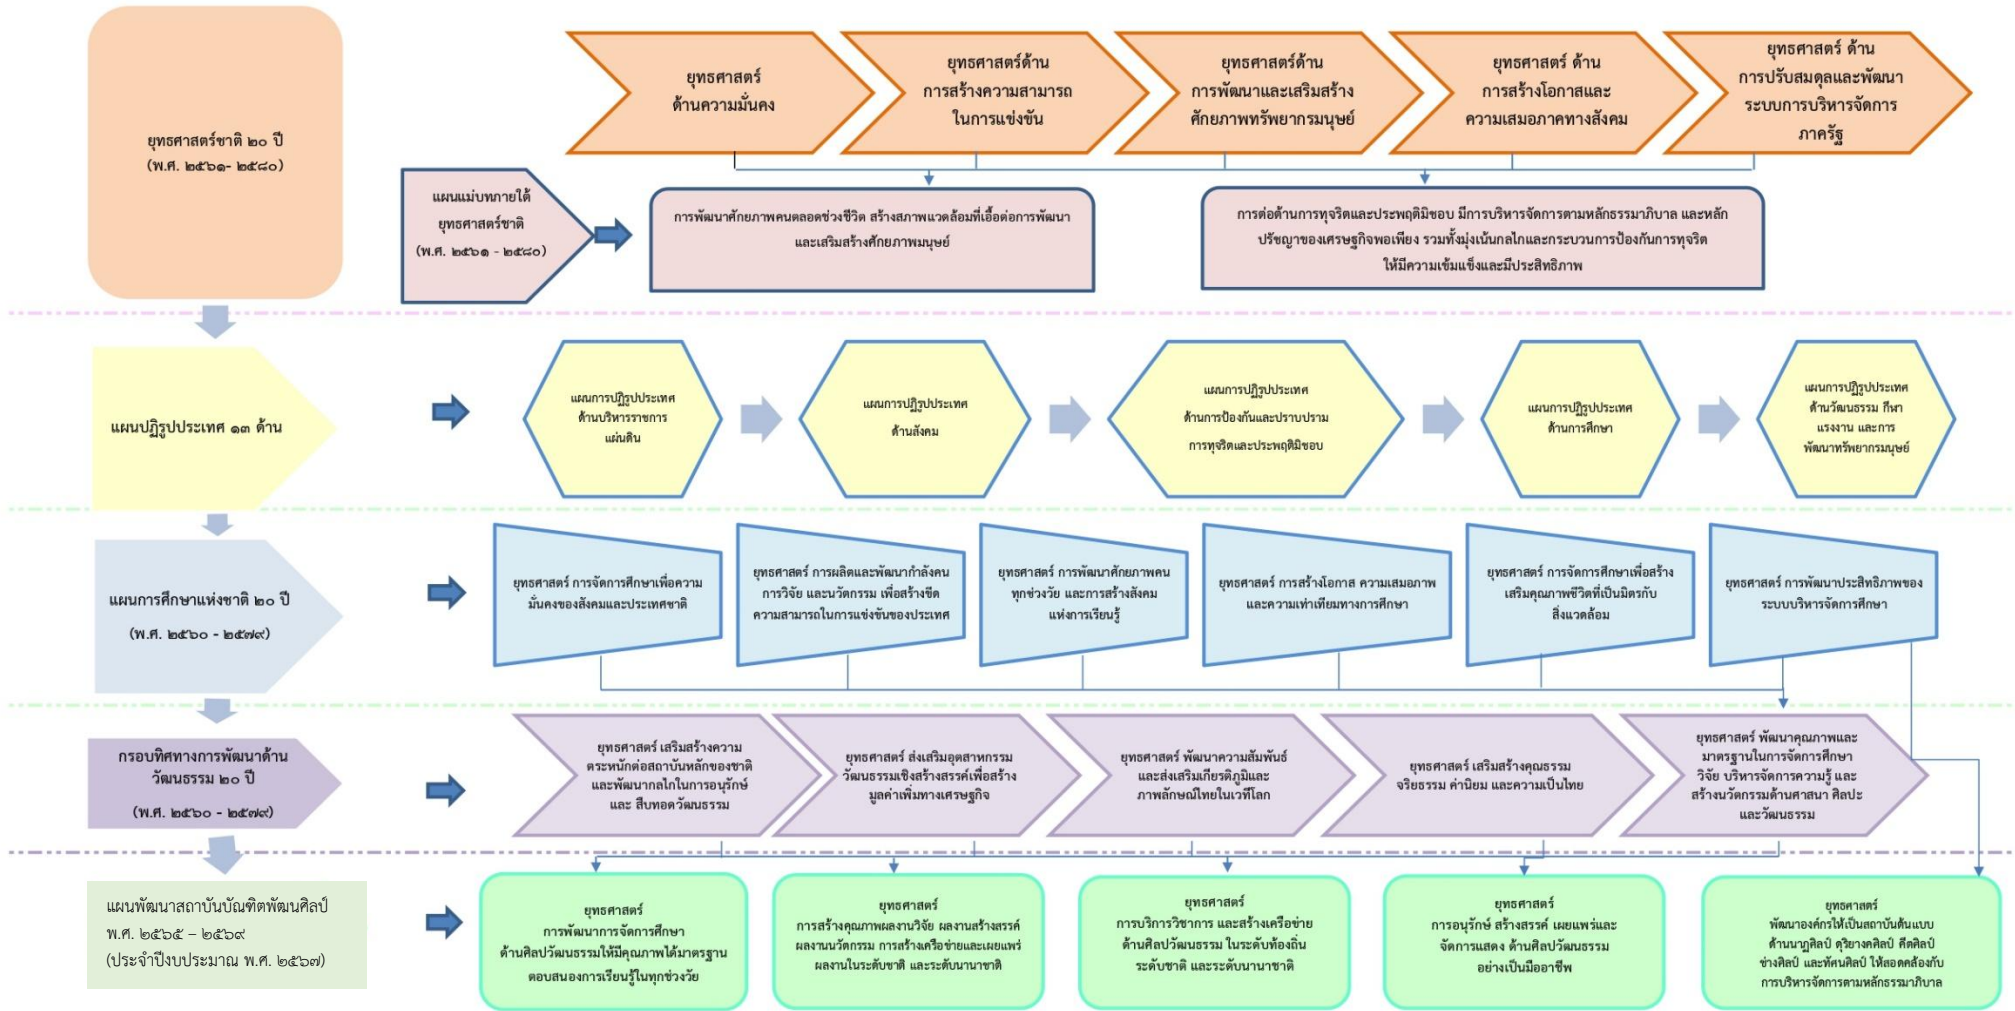 ยุทธศาสตร์ชาติ ๒๐ ปี
(พ.ศ. ๒๕๖๑- ๒๕๘๐)
ยุทธศาสตร์
ด้านความมั่นคง
ยุทธศาสตร์ด้าน
การสร้างความสามารถ
ในการแข่งขัน
ยุทธศาสตร์ด้าน
การพัฒนาและเสริมสร้าง
ศักยภาพทรัพยากรมนุษย์
ยุทธศาสตร์ ด้าน
การสร้างโอกาสและ
ความเสมอภาคทางสังคม
ยุทธศาสตร์ ด้าน
การปรับสมดุลและพัฒนา
ระบบการบริหารจัดการ
ภาครัฐ
แผนแม่บทภายใต้
ยุทธศาสตร์ชาติ
(พ.ศ. ๒๕๖๑ - ๒๕๘๐)
การพัฒนาศักยภาพคนตลอดช่วงชีวิต สร้างสภาพแวดล้อมที่เอื้อต่อการพัฒนา
และเสริมสร้างศักยภาพมนุษย์
การต่อต้านการทุจริตและประพฤติมิชอบ มีการบริหารจัดการตามหลักธรรมาภิบาล และหลัก
ปรัชญาของเศรษฐกิจพอเพียง รวมทั้งมุ่งเน้นกลไกและกระบวนการป้องกันการทุจริต
ให้มีความเข้มแข็งและมีประสิทธิภาพ
แผนปฏิรูปประเทศ ๑๓ ด้าน
แผนการปฏิรูปประเทศ
ด้านบริหารราชการ
แผ่นดิน
แผนการปฏิรูปประเทศ
ด้านสังคม
แผนการปฏิรูปประเทศ
ด้านการป้องกันและปราบปราม
การทุจริตและประพฤติมิชอบ
แผนการปฏิรูปประเทศ
ด้านการศึกษา
แผนการปฏิรูปประเทศ
ด้านวัฒนธรรม กีฬา
แรงงาน และการ
พัฒนาทรัพยากรมนุษย์
แผนการศึกษาแห่งชาติ ๒๐ ปี
(พ.ศ. ๒๕๖๐ - ๒๕๗๙)
ยุทธศาสตร์ การจัดการศึกษาเพื่อความ
มั่นคงของสังคมและประเทศชาติ
ยุทธศาสตร์ การผลิตและพัฒนากำลังคน
การวิจัย และนวัตกรรม เพื่อสร้างขีด
ความสามารถในการแข่งขันของประเทศ
ยุทธศาสตร์ การพัฒนาศักยภาพคน
ทุกช่วงวัย และการสร้างสังคม
แห่งการเรียนรู้
ยุทธศาสตร์ การสร้างโอกาส ความเสมอภาค
และความเท่าเทียมทางการศึกษา
ยุทธศาสตร์ การจัดการศึกษาเพื่อสร้าง
เสริมคุณภาพชีวิตที่เป็นมิตรกับ
สิ่งแวดล้อม
ยุทธศาสตร์ การพัฒนาประสิทธิภาพของ
ระบบบริหารจัดการศึกษา
กรอบทิศทางการพัฒนาด้าน
วัฒนธรรม ๒๐ ปี
(พ.ศ. ๒๕๖๐ - ๒๕๗๙)
ยุทธศาสตร์ เสริมสร้างความ
ตระหนักต่อสถาบันหลักของชาติ
และพัฒนากลไกในการอนุรักษ์
และ สืบทอดวัฒนธรรม
ยุทธศาสตร์ ส่งเสริมอุตสาหกรรม
วัฒนธรรมเชิงสร้างสรรค์เพื่อสร้าง
มูลค่าเพิ่มทางเศรษฐกิจ
ยุทธศาสตร์ พัฒนาความสัมพันธ์
และส่งเสริมเกียรติภูมิและ
ภาพลักษณ์ไทยในเวทีโลก
ยุทธศาสตร์ เสริมสร้างคุณธรรม
จริยธรรม ค่านิยม และความเป็นไทย
ยุทธศาสตร์ พัฒนาคุณภาพและ
มาตรฐานในการจัดการศึกษา
วิจัย บริหารจัดการความรู้ และ
สร้างนวัตกรรมด้านศาสนา ศิลปะ
และวัฒนธรรม
แผนพัฒนาสถาบันบัณฑิตพัฒนศิลป์
พ.ศ. ๒๕๖๕ – ๒๕๖๙
(ประจำปีงบประมาณ พ.ศ. ๒๕๖๗)
ยุทธศาสตร์
การพัฒนาการจัดการศึกษา
ด้านศิลปวัฒนธรรมให้มีคุณภาพได้มาตรฐาน
ตอบสนองการเรียนรู้ในทุกช่วงวัย
ยุทธศาสตร์
การสร้างคุณภาพผลงานวิจัย ผลงานสร้างสรรค์
ผลงานนวัตกรรม การสร้างเครือข่ายและเผยแพร่
ผลงานในระดับชาติ และระดับนานาชาติ
ยุทธศาสตร์
การบริการวิชาการ และสร้างเครือข่าย
ด้านศิลปวัฒนธรรม ในระดับท้องถิ่น
ระดับชาติ และระดับนานาชาติ
ยุทธศาสตร์
การอนุรักษ์ สร้างสรรค์ เผยแพร่และ
จัดการแสดง ด้านศิลปวัฒนธรรม
อย่างเป็นมืออาชีพ
ยุทธศาสตร์
พัฒนาองค์กรให้เป็นสถาบันต้นแบบ
ด้านนาฏศิลป์ ดุริยางคศิลป์ คีตศิลป์
ช่างศิลป์ และทัศนศิลป์ ให้สอดคล้องกับ
การบริหารจัดการตามหลักธรรมาภิบาล